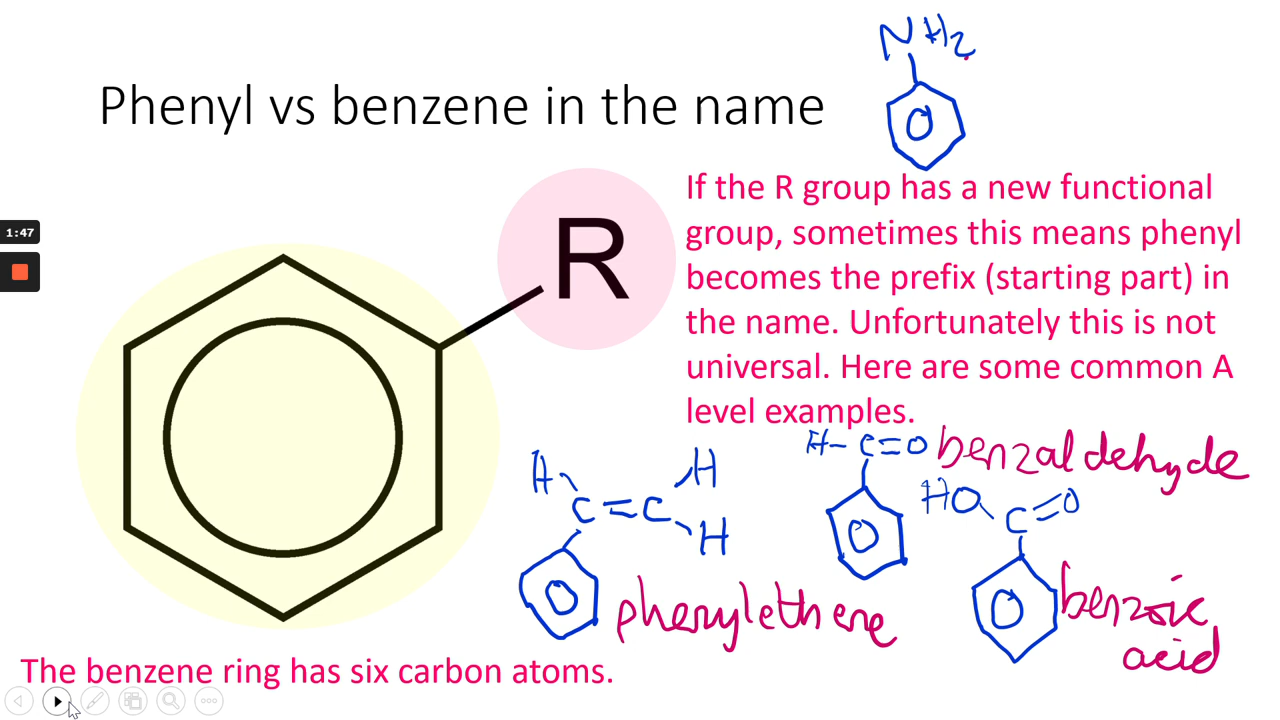 NH2
Phenyl vs benzene in the name
If the R group has a new functional
group, sometimes this means phenyl
becomes the prefix (starting part) in
the name. Unfortunately this is not
universal. Here are some common A
level examples.
1:47
R
H-C=O benzaldehyde
H H
C=C
H
phenylethene
HO C=O
benzoic
acid
The benzene ring has six carbon atoms.